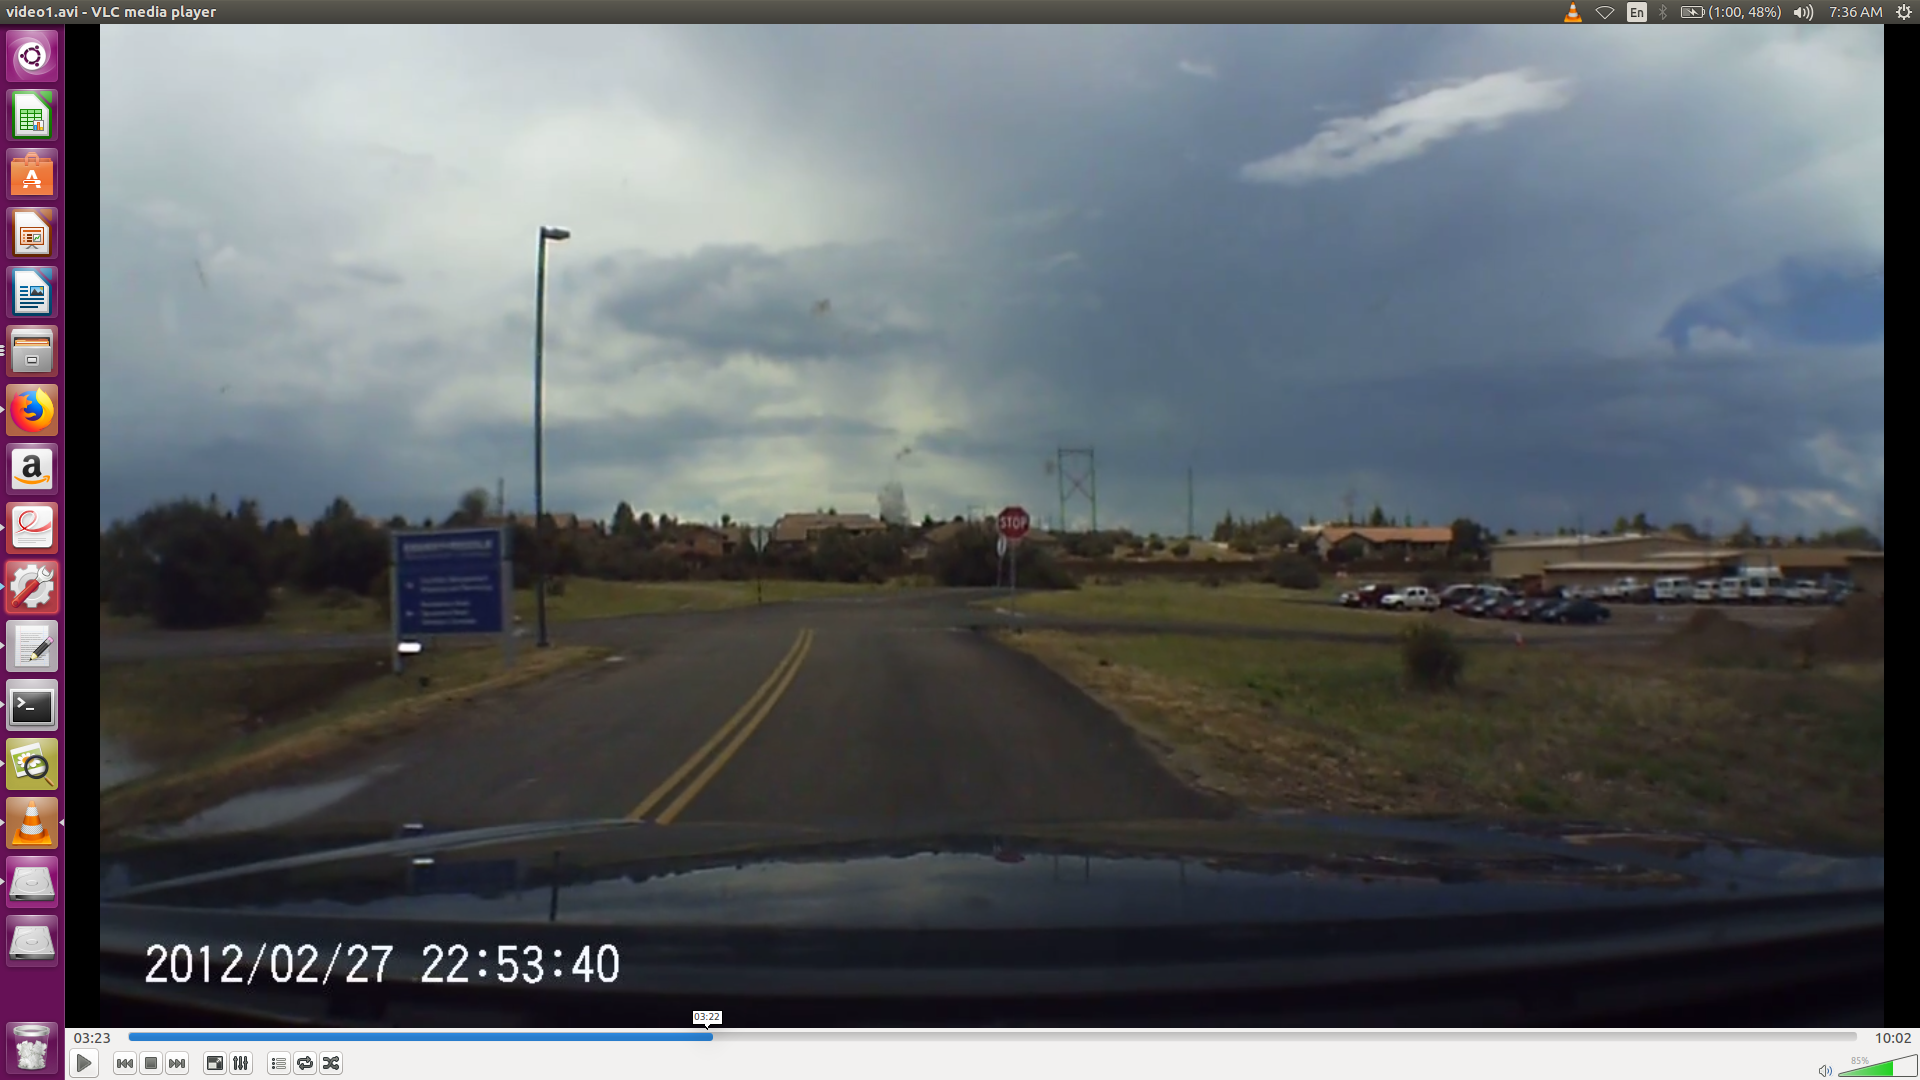 video1.avi - VLC media player
En
(1:00, 48%)
7:36 AM
STOP
2012/02/27 22:53:40
03:22
03:23
10:02
85%